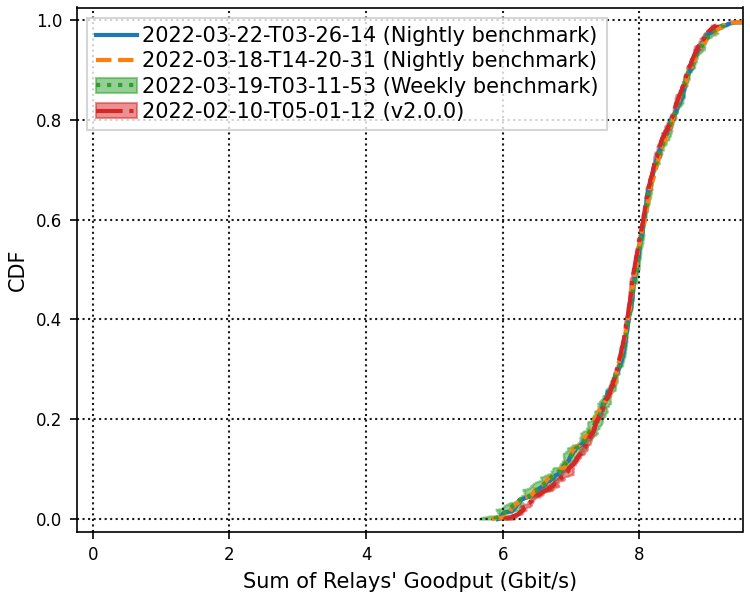 1.0
0.8
0.6
0.4
0.2
0.0
CDF
2022-03-22-T03-26-14 (Nightly benchmark)
2022-03-18-T14-20-31 (Nightly benchmark)
2022-03-19-T03-11-53 (Weekly benchmark)
2022-02-10-T05-01-12 (v2.0.0)
0 2 4 6 8
Sum of Relays' Goodput (Gbit/s)